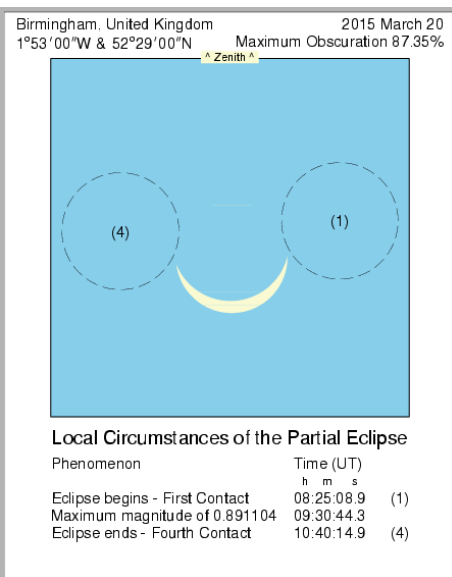 Birmingham, United Kingdom 2015 March 20
1°53′00″W & 52°29′00″N Maximum Obscuration 87.35%
^ Zenith ^
(1)
(4)
Local Circumstances of the Partial Eclipse
Phenomenon Time (UT)
h m s
Eclipse begins - First Contact 08:25:08.9 (1)
Maximum magnitude of 0.891104 09:30:44.3
Eclipse ends - Fourth Contact 10:40:14.9 (4)